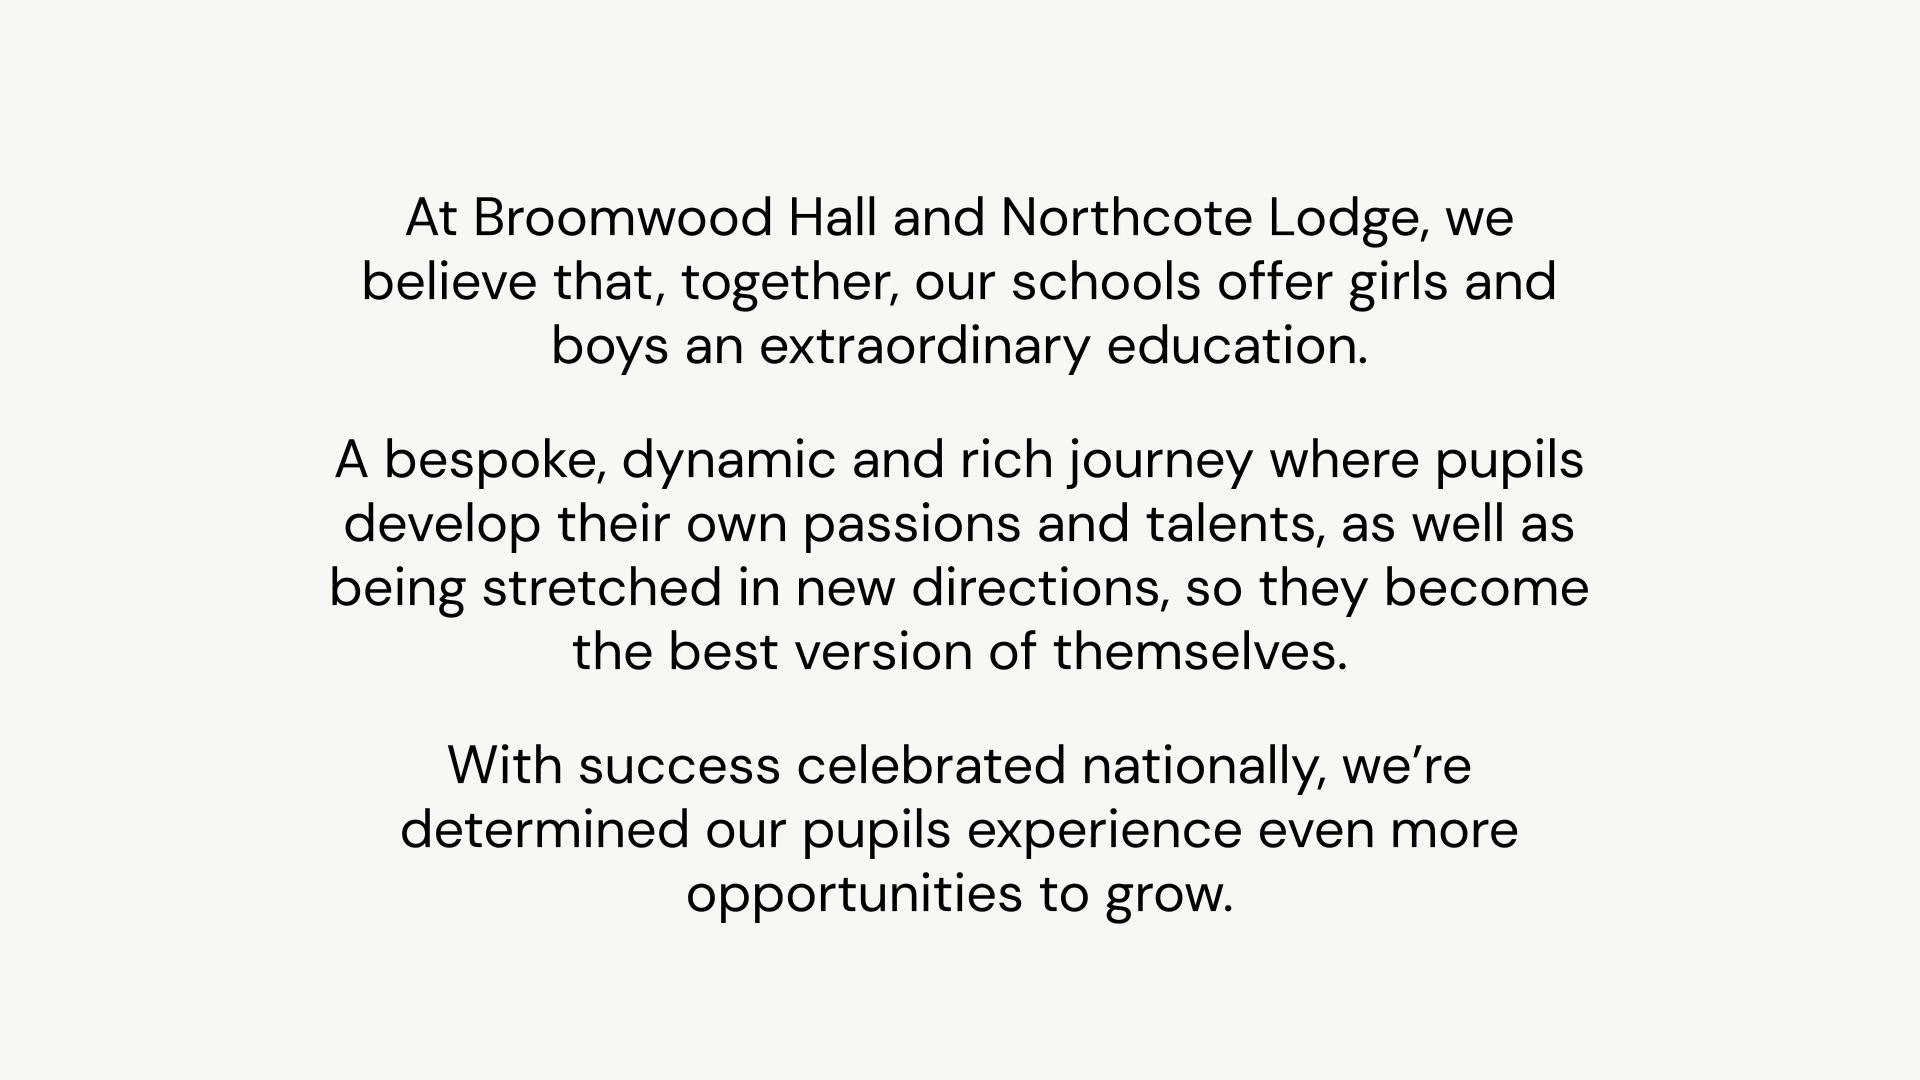 At Broomwood Hall and Northcote Lodge, we
believe that, together, our schools offer girls and
boys an extraordinary education.
A bespoke, dynamic and rich journey where pupils
develop their own passions and talents, as well as
being stretched in new directions, so they become
the best version of themselves.
With success celebrated nationally, we’re
determined our pupils experience even more
opportunities to grow.